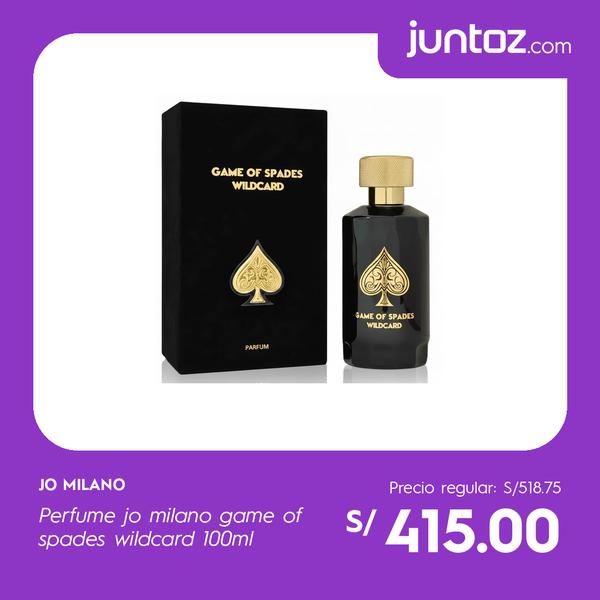 juntoz.com
GAME OF SPADES
WILDCARD
PARFUM
GAME OF SPADES
WILDCARD
JO MILANO
Perfume jo milano game of
spades wildcard 100ml
Precio regular: S/518.75
S/ 415.00